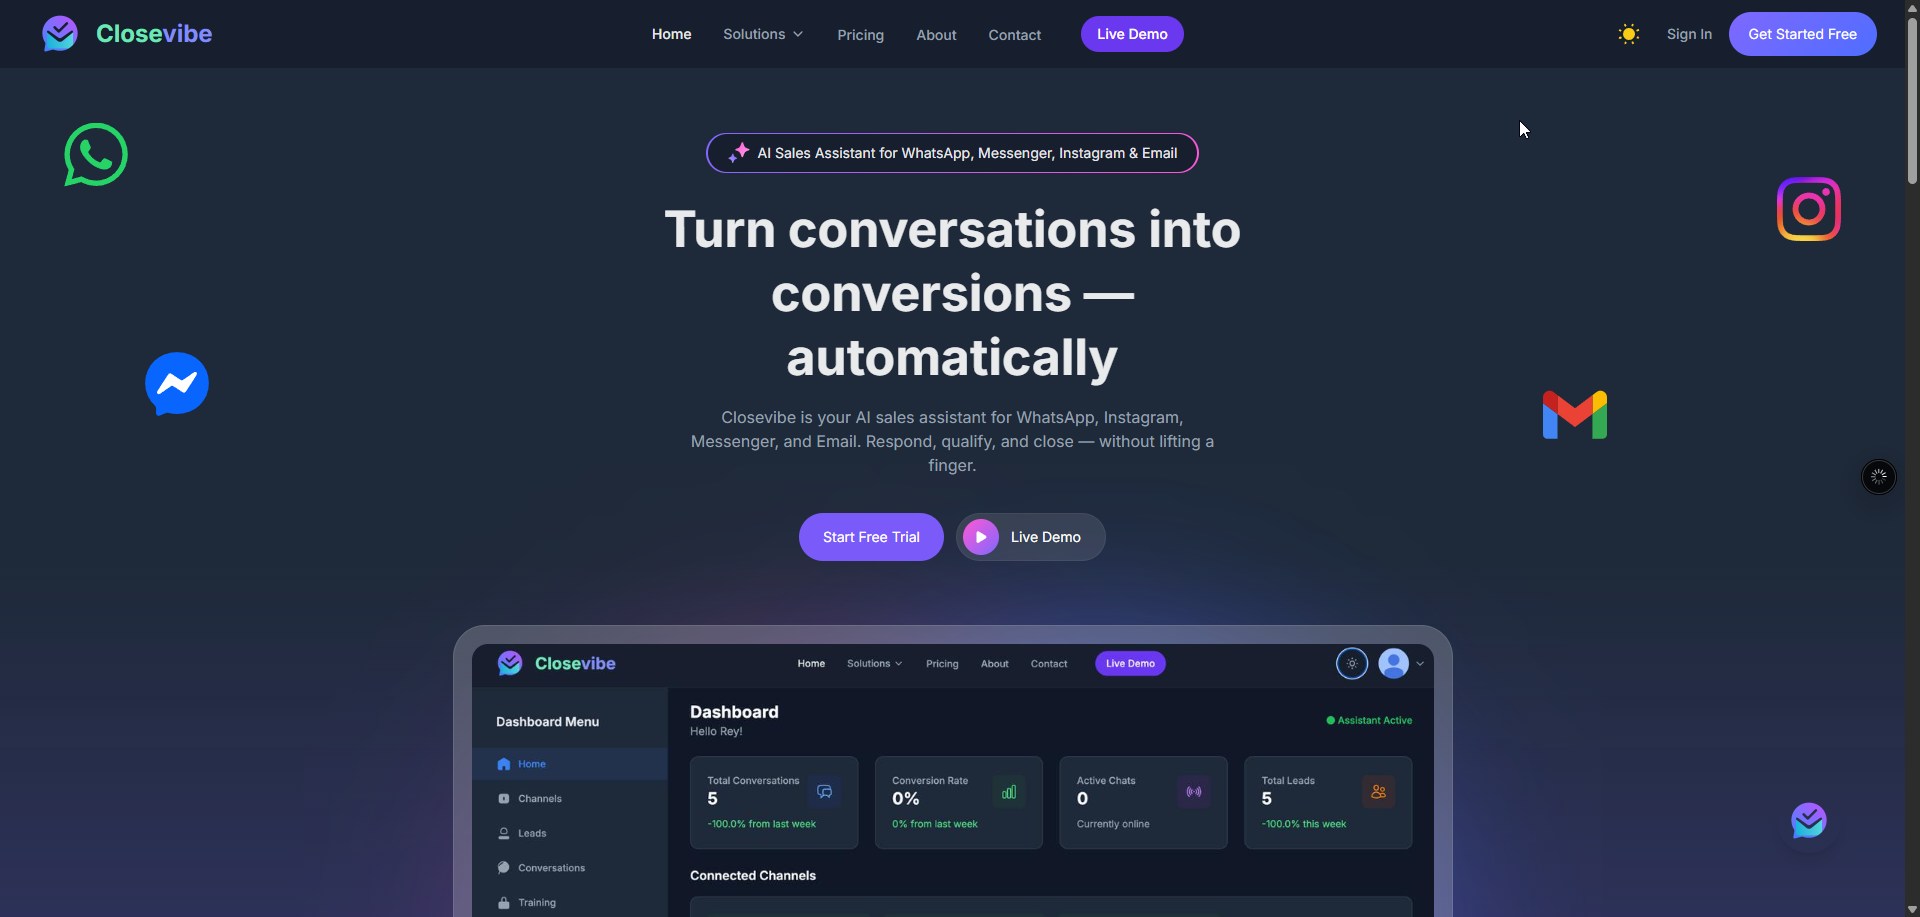 Closevibe
Home
Solutions
Pricing
About
Contact
Live Demo
Sign In
Get Started Free
AI Sales Assistant for WhatsApp, Messenger, Instagram & Email
Turn conversations into
conversions —
automatically
Closevibe is your AI sales assistant for WhatsApp, Instagram,
Messenger, and Email. Respond, qualify, and close — without lifting a
finger.
Start Free Trial
Live Demo
Closevibe
Home
Solutions
Pricing
About
Contact
Live Demo
Dashboard Menu
Home
Channels
Leads
Conversations
Training
Dashboard
Hello Rey!
Assistant Active
Total Conversations
5
-100.0% from last week
Conversion Rate
0%
0% from last week
Active Chats
0
Currently online
Total Leads
5
-100.0% this week
Connected Channels